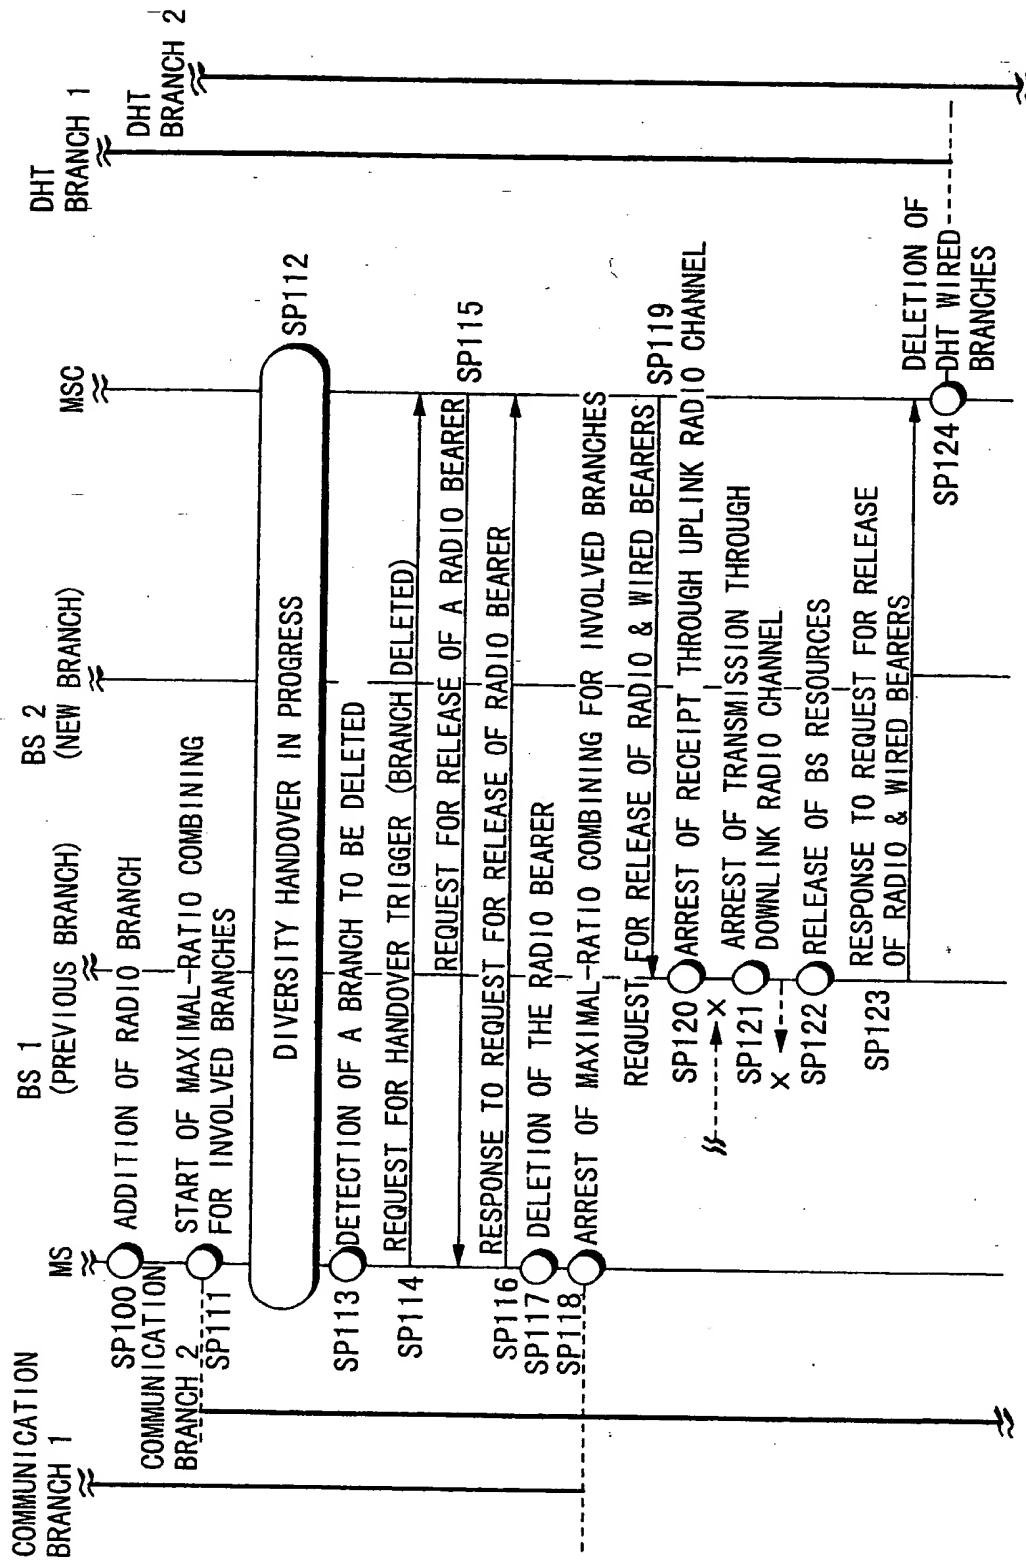 COMMUNICATION
BRANCH 1
COMMUNICATION
BRANCH 2
MS
BS 1
(PREVIOUS BRANCH)
BS 2
(NEW BRANCH)
MSC
DHT
BRANCH 1
DHT
BRANCH 2
SP100
ADDITION OF RADIO BRANCH
SP111
START OF MAXIMAL-RATIO COMBINING
FOR INVOLVED BRANCHES
DIVERSITY HANDOVER IN PROGRESS
SP112
SP113
DETECTION OF A BRANCH TO BE DELETED
SP114
REQUEST FOR HANDOVER TRIGGER (BRANCH DELETED)
REQUEST FOR RELEASE OF A RADIO BEARER
SP115
SP116
RESPONSE TO REQUEST FOR RELEASE OF RADIO BEARER
SP117
DELETION OF THE RADIO BEARER
SP118
ARREST OF MAXIMAL-RATIO COMBINING FOR INVOLVED BRANCHES
REQUEST FOR RELEASE OF RADIO & WIRED BEARERS
SP119
SP120
ARREST OF RECEIPT THROUGH UPLINK RADIO CHANNEL
X
SP121
ARREST OF TRANSMISSION THROUGH
DOWNLINK RADIO CHANNEL
X
SP122
RELEASE OF BS RESOURCES
SP123
RESPONSE TO REQUEST FOR RELEASE
OF RADIO & WIRED BEARERS
SP124
DELETION OF
DHT WIRED
BRANCHES